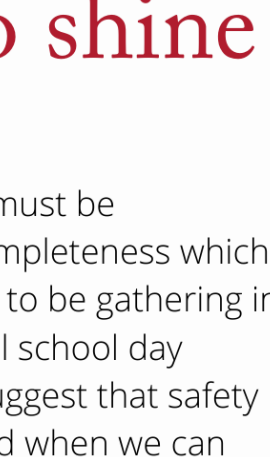 o shine
must be
mpleteness which
to be gathering in
l school day
uggest that safety
d when we can